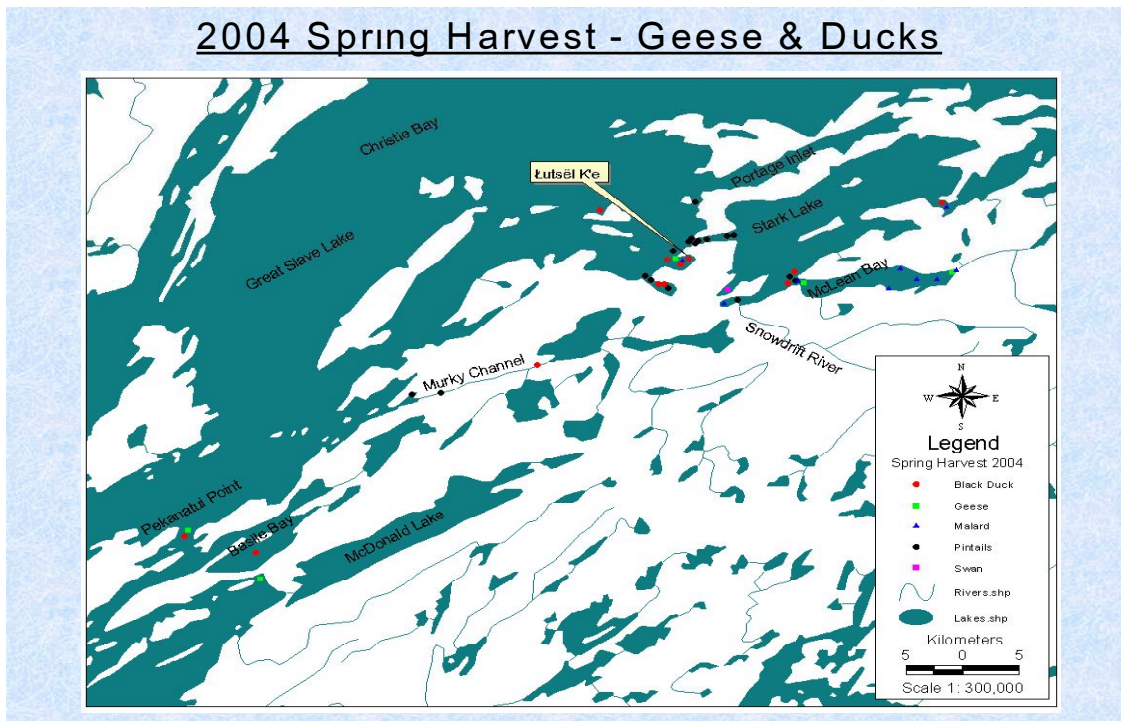 2004 Sprıng Harvest - Geese & Ducks
Christie Bay
Portage Inlet
Łutsël K'e
Stark Lake
Great Slave Lake
McLean Bay
Snowdrift River
Murky Channel
Pekanatui Point
Basile Bay
McDonald Lake
N
W E
S
Legend
Spring Harvest 2004
Black Duck
Geese
Malard
Pintails
Swan
Rivers.shp
Lakes.shp
Kilometers
5 0 5
Scale 1: 300,000